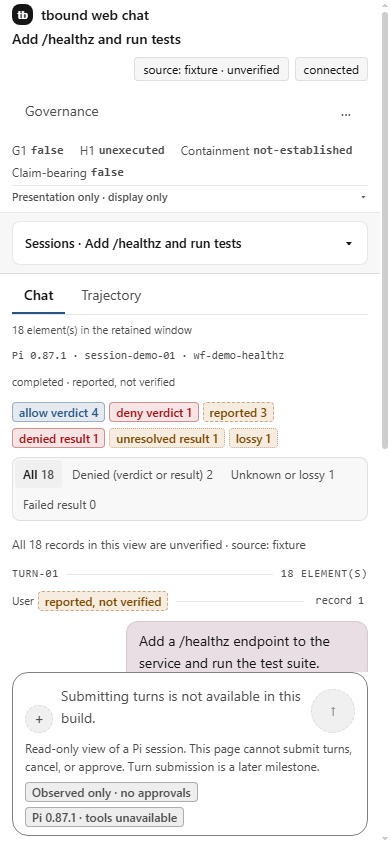 tb tbound web chat
Add /healthz and run tests
source: fixture · unverified connected
Governance ...
G1 false H1 unexecuted Containment not-established
Claim-bearing false
Presentation only · display only
Sessions · Add /healthz and run tests
Chat Trajectory
18 element(s) in the retained window
Pi 0.87.1 · session-demo-01 · wf-demo-healthz
completed · reported, not verified
allow verdict 4 deny verdict 1 reported 3
denied result 1 unresolved result 1 lossy 1
All 18 Denied (verdict or result) 2 Unknown or lossy 1
Failed result 0
All 18 records in this view are unverified · source: fixture
TURN-01 18 ELEMENT(S)
User reported, not verified record 1
Add a /healthz endpoint to the
service and run the test suite.
Submitting turns is not available in this
build.
+ ↑
Read-only view of a Pi session. This page cannot submit turns,
cancel, or approve. Turn submission is a later milestone.
Observed only · no approvals
Pi 0.87.1 · tools unavailable